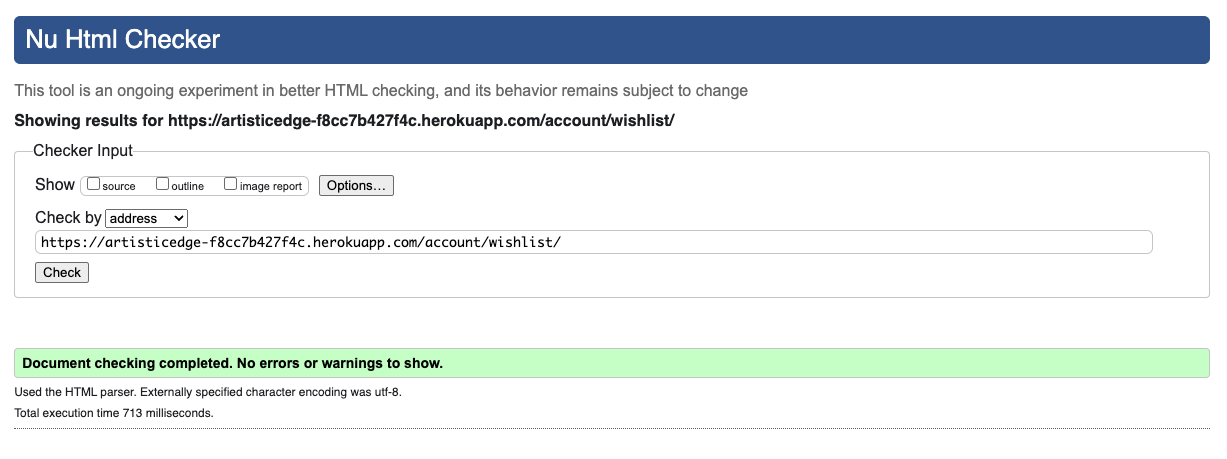 Nu Html Checker
This tool is an ongoing experiment in better HTML checking, and its behavior remains subject to change
Showing results for https://artisticedge-f8cc7b427f4c.herokuapp.com/account/wishlist/
Checker Input
Show source outline image report Options...
Check by address
https://artisticedge-f8cc7b427f4c.herokuapp.com/account/wishlist/
Check
Document checking completed. No errors or warnings to show.
Used the HTML parser. Externally specified character encoding was utf-8.
Total execution time 713 milliseconds.